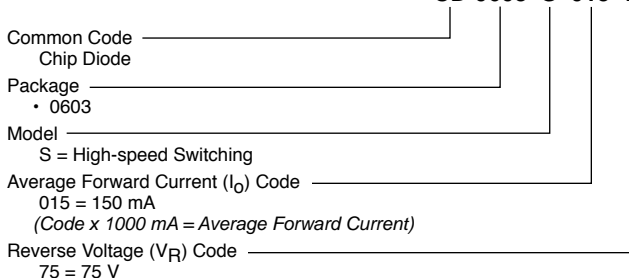 Common Code
Chip Diode
Package
• 0603
Model
S = High-speed Switching
Average Forward Current (IO) Code
015 = 150 mA
(Code x 1000 mA = Average Forward Current)
Reverse Voltage (VR) Code
75 = 75 V